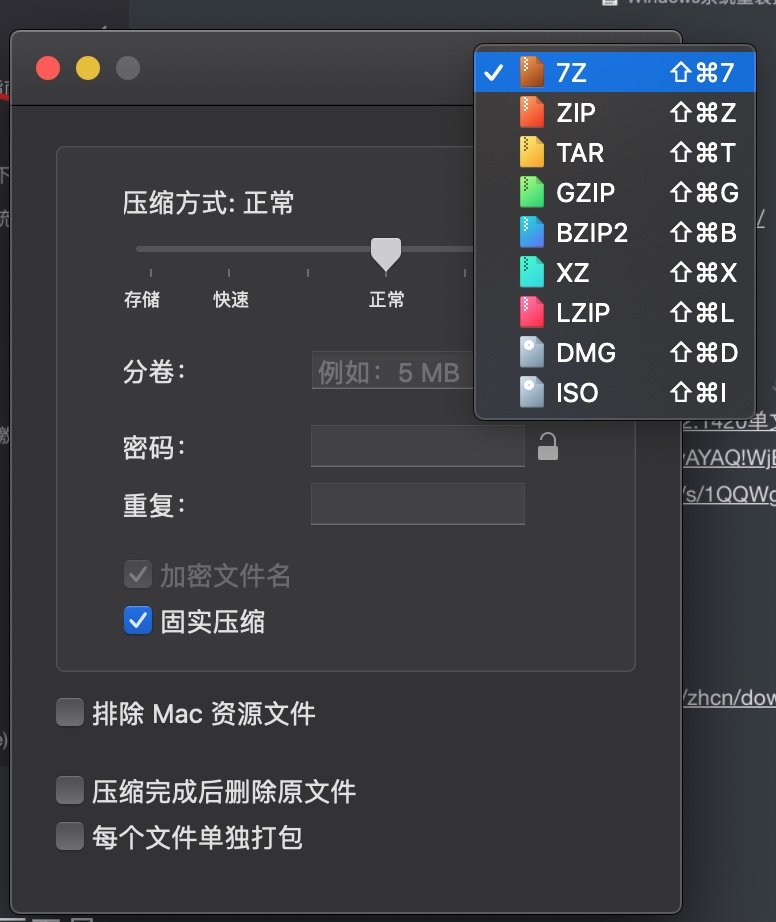 7Z ⇧⌘7
ZIP ⇧⌘Z
TAR ⇧⌘T
GZIP ⇧⌘G
BZIP2 ⇧⌘B
XZ ⇧⌘X
LZIP ⇧⌘L
DMG ⇧⌘D
ISO ⇧⌘I
压缩方式: 正常
存储 快速 正常
分卷: 例如: 5 MB
密码:
重复:
加密文件名
固实压缩
排除 Mac 资源文件
压缩完成后删除原文件
每个文件单独打包
/s/1QQWg
/zhcn/dow